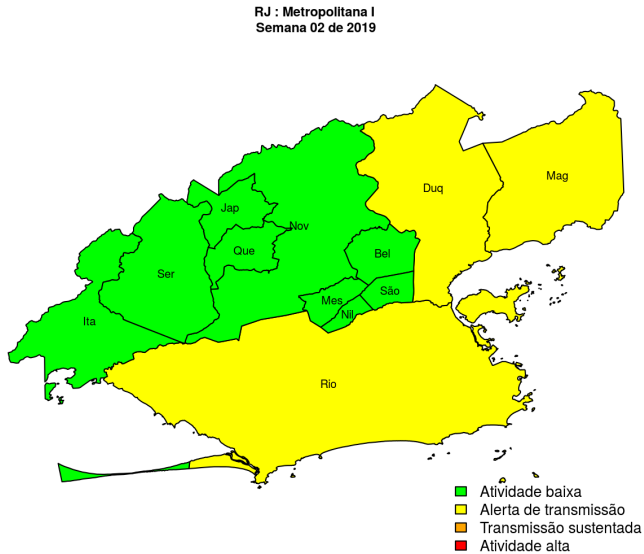 RJ : Metropolitana I
Semana 02 de 2019
Mag
Duq
Jap
Nov
Que
Bel
Ser
São
Mes
Nil
Ita
Rio
Atividade baixa
Alerta de transmissão
Transmissão sustentada
Atividade alta